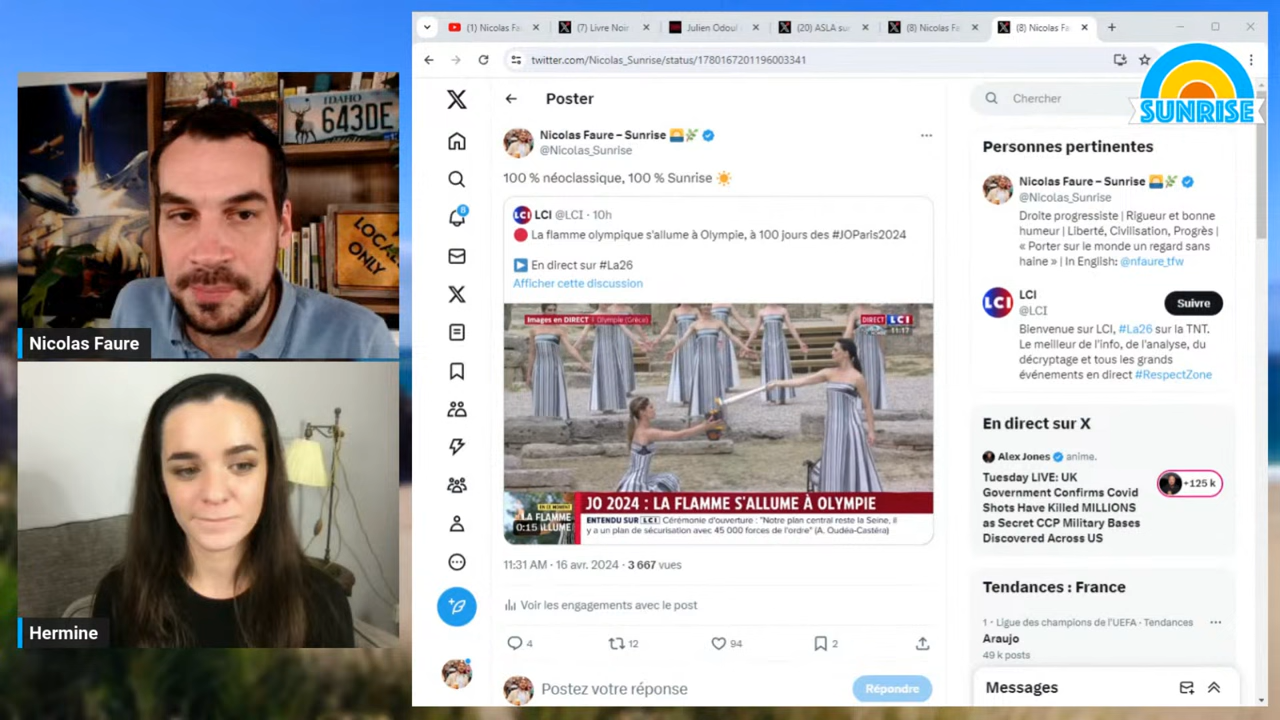 IDAHO
643DE
LOCALS
ONLY
Nicolas Faure
Hermine
(1) Nicolas Fa
(7) Livre Noir
Julien Odoul
(20) ASLA sur
(8) Nicolas Fa
(8) Nicolas Fa
twitter.com/Nicolas_Sunrise/status/1780167201196003341
SUNRISE
Poster
Nicolas Faure – Sunrise
@Nicolas_Sunrise
100 % néoclassique, 100 % Sunrise
LCI @LCI · 10h
La flamme olympique s'allume à Olympie, à 100 jours des #JOParis2024
En direct sur #La26
Afficher cette discussion
Images en DIRECT Olympie (Grèce)
DIRECT LCI
11:17
EN CE MOMENT
LA FLAMME
S'ALLUME
0:15
JO 2024 : LA FLAMME S'ALLUME À OLYMPIE
ENTENDU SUR LCI Cérémonie d'ouverture : "Notre plan central reste la Seine, il
y a un plan de sécurisation avec 45 000 forces de l'ordre" (A. Oudéa-Castéra)
11:31 AM · 16 avr. 2024 · 3 667 vues
Voir les engagements avec le post
4
12
94
2
Postez votre réponse
Répondre
8
Chercher
Personnes pertinentes
Nicolas Faure – Sunrise
@Nicolas_Sunrise
Droite progressiste | Rigueur et bonne
humeur | Liberté, Civilisation, Progrès |
« Porter sur le monde un regard sans
haine » | In English: @nfaure_tfw
LCI
@LCI
Suivre
Bienvenue sur LCI, #La26 sur la TNT.
Le meilleur de l'info, de l'analyse, du
décryptage et tous les grands
événements en direct #RespectZone
En direct sur X
Alex Jones anime.
Tuesday LIVE: UK
Government Confirms Covid
Shots Have Killed MILLIONS
as Secret CCP Military Bases
Discovered Across US
+125 k
Tendances : France
1 · Ligue des champions de l'UEFA · Tendances
Araujo
49 k posts
Messages